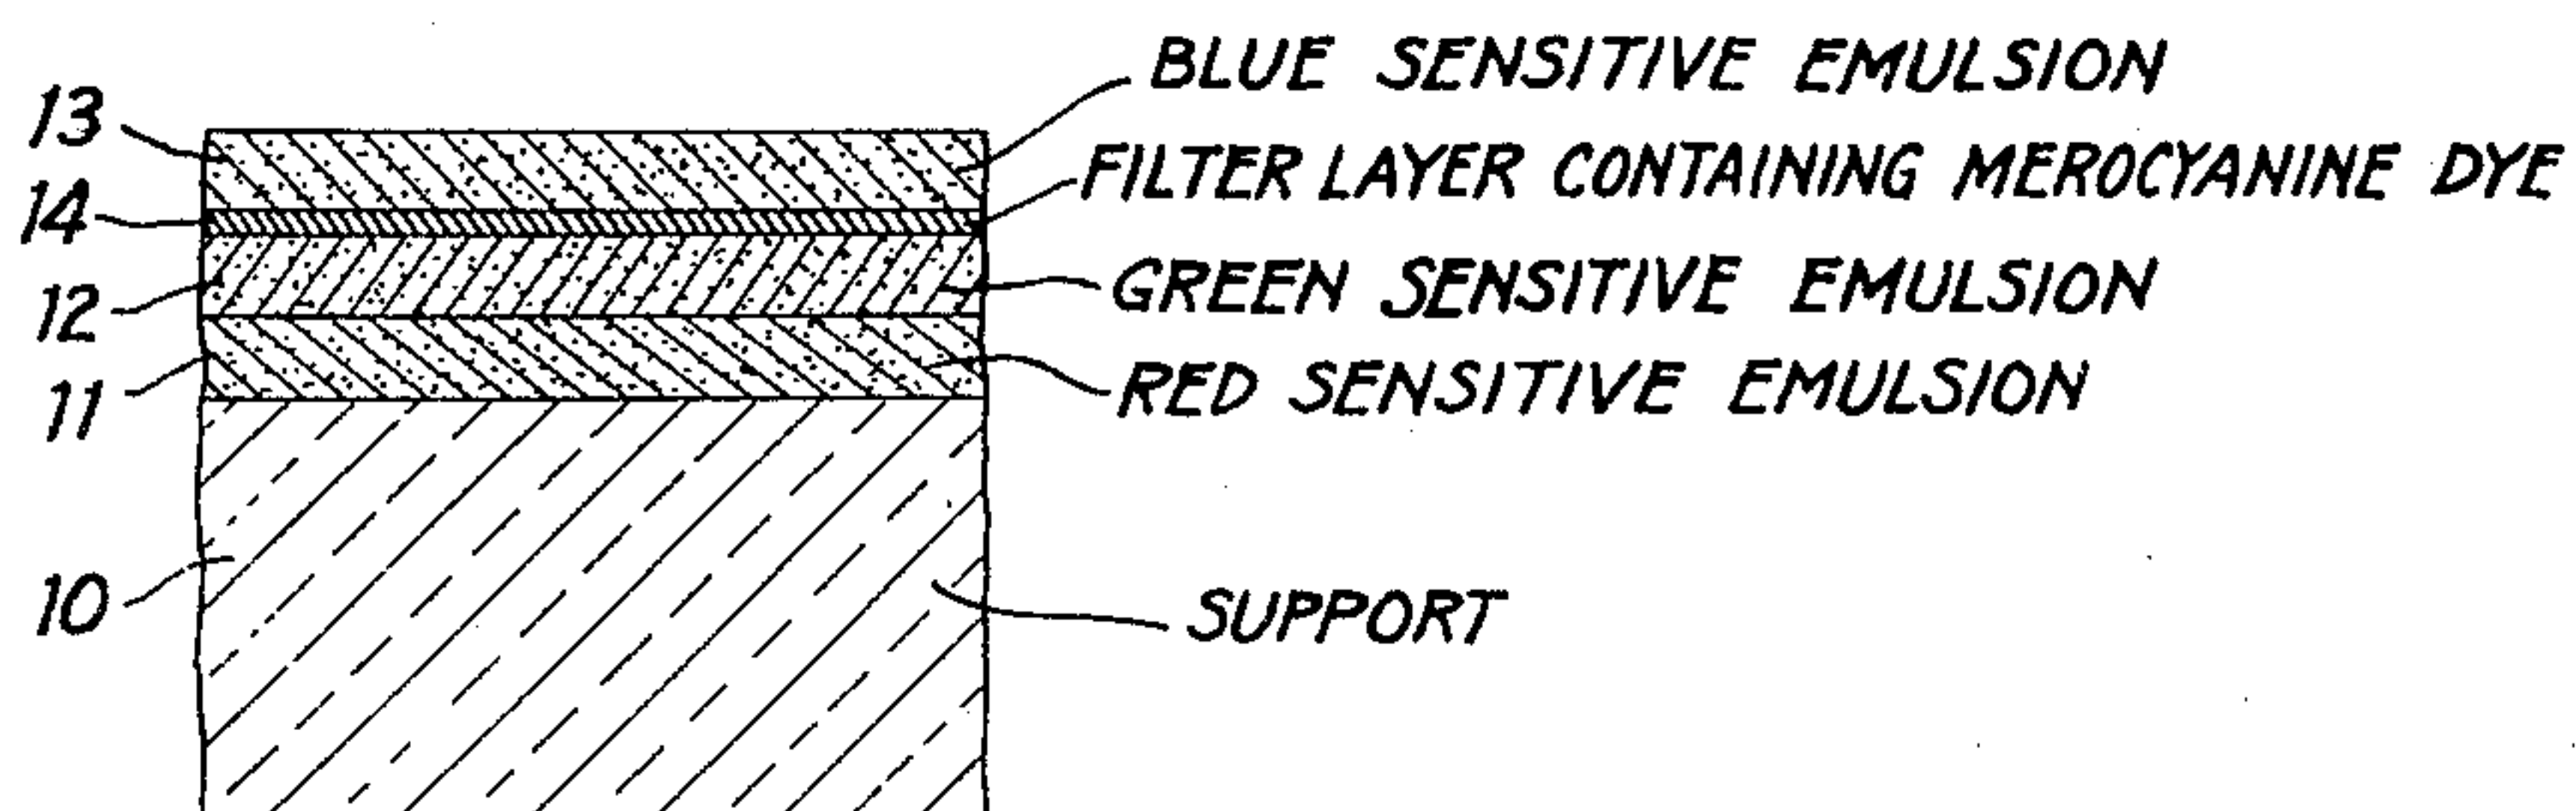 13 BLUE SENSITIVE EMULSION
14 FILTER LAYER CONTAINING MEROCYANINE DYE
12 GREEN SENSITIVE EMULSION
11 RED SENSITIVE EMULSION
10 SUPPORT